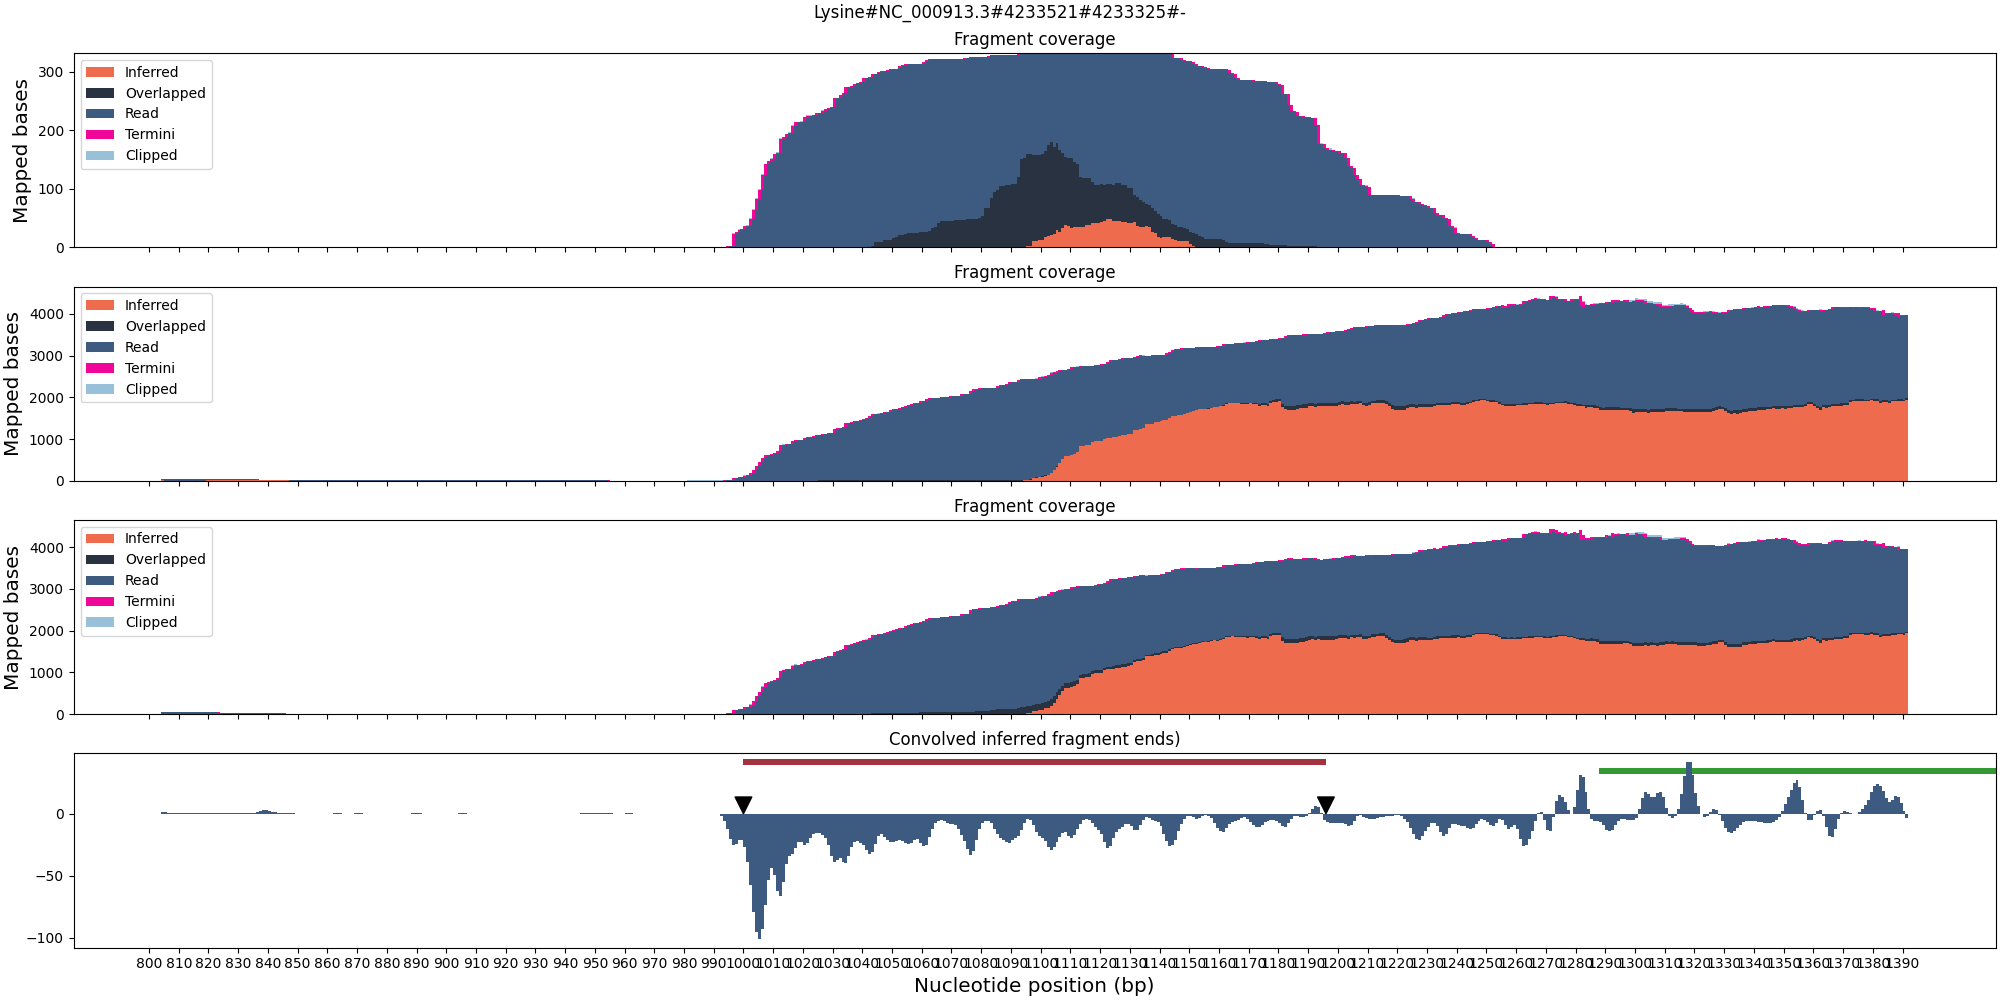 Lysine#NC_000913.3#4233521#4233325#-
Fragment coverage
Mapped bases
300
200
100
0
Inferred
Overlapped
Read
Termini
Clipped
Fragment coverage
Mapped bases
4000
3000
2000
1000
0
Inferred
Overlapped
Read
Termini
Clipped
Fragment coverage
Mapped bases
4000
3000
2000
1000
0
Inferred
Overlapped
Read
Termini
Clipped
Convolved inferred fragment ends)
0
−50
−100
800 810 820 830 840 850 860 870 880 890 900 910 920 930 940 950 960 970 980 990 1000 1010 1020 1030 1040 1050 1060 1070 1080 1090 1100 1110 1120 1130 1140 1150 1160 1170 1180 1190 1200 1210 1220 1230 1240 1250 1260 1270 1280 1290 1300 1310 1320 1330 1340 1350 1360 1370 1380 1390
Nucleotide position (bp)